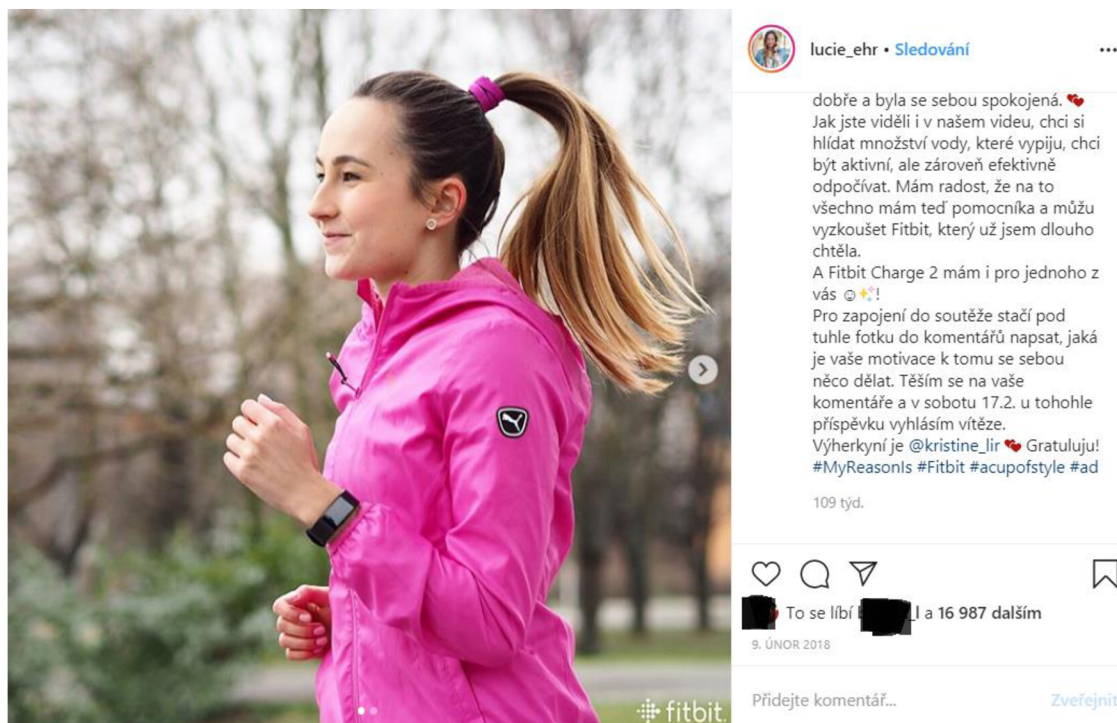 lucie_ehr • Sledování
dobře a byla se sebou spokojená. 💕
Jak jste viděli i v našem videu, chci si
hlídat množství vody, které vypiju, chci
být aktivní, ale zároveň efektivně
odpočívat. Mám radost, že na to
všechno mám teď pomocníka a můžu
vyzkoušet Fitbit, který už jsem dlouho
chtěla.
A Fitbit Charge 2 mám i pro jednoho z
vás ☺✨!
Pro zapojení do soutěže stačí pod
tuhle fotku do komentářů napsat, jaká
je vaše motivace k tomu se sebou
něco dělat. Těším se na vaše
komentáře a v sobotu 17.2. u tohohle
příspěvku vyhlásím vítěze.
Výherkyní je @kristine_lir 💕 Gratuluju!
#MyReasonIs #Fitbit #acupofstyle #ad
109 týd.
To se líbí l a 16 987 dalším
9. ÚNOR 2018
Přidejte komentář... Zveřejnit
fitbit.